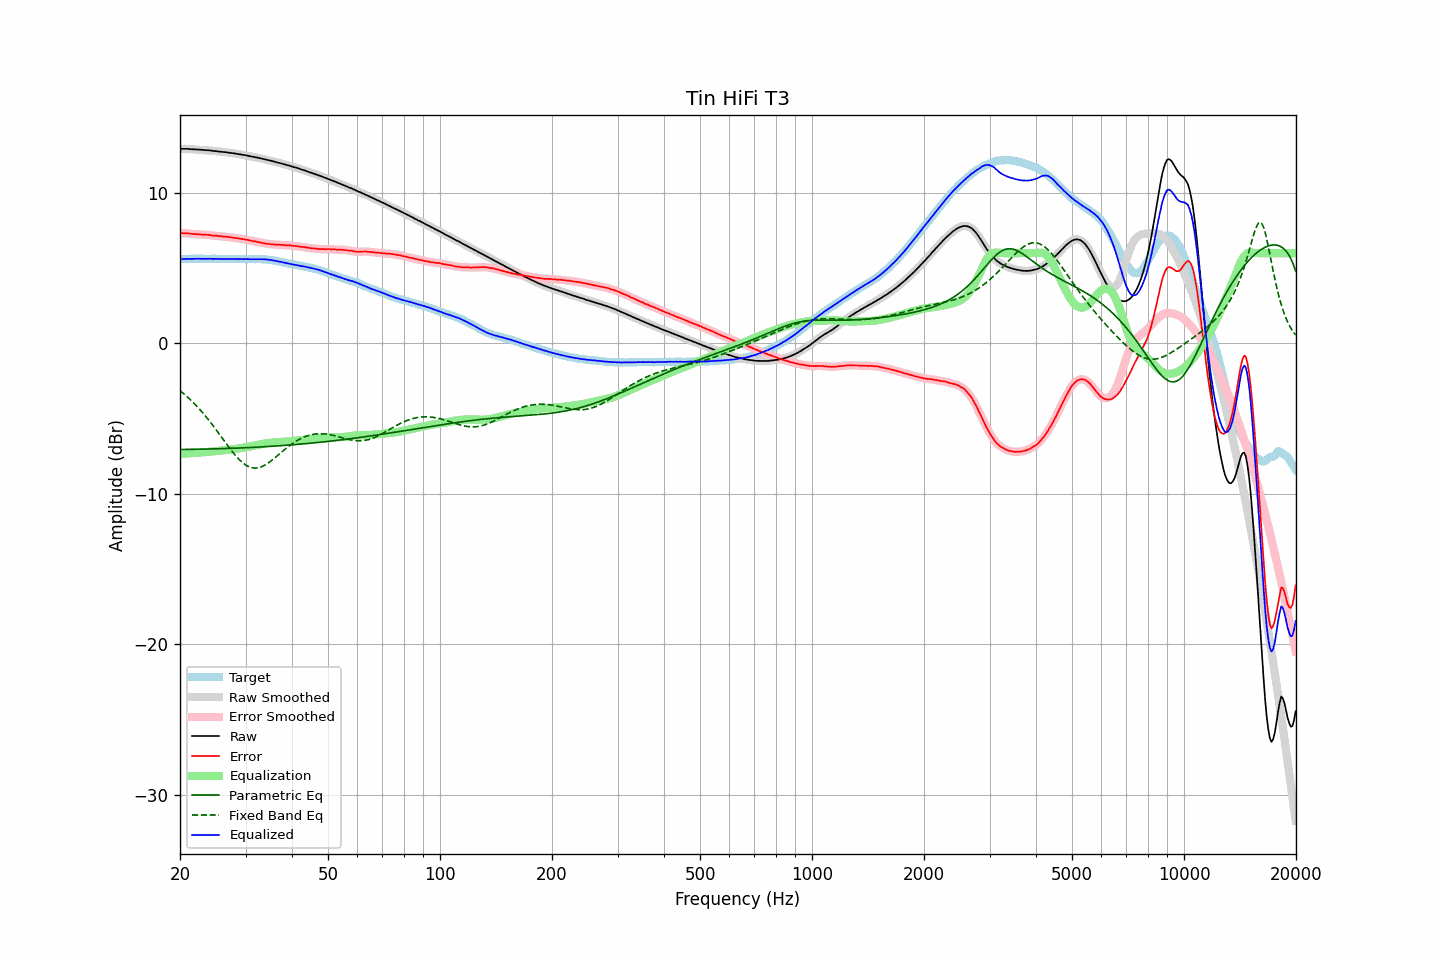 Tin HiFi T3
Amplitude (dBr)
10
0
−10
−20
−30
Target
Raw Smoothed
Error Smoothed
Raw
Error
Equalization
Parametric Eq
Fixed Band Eq
Equalized
20 50 100 200 500 1000 2000 5000 10000 20000
Frequency (Hz)